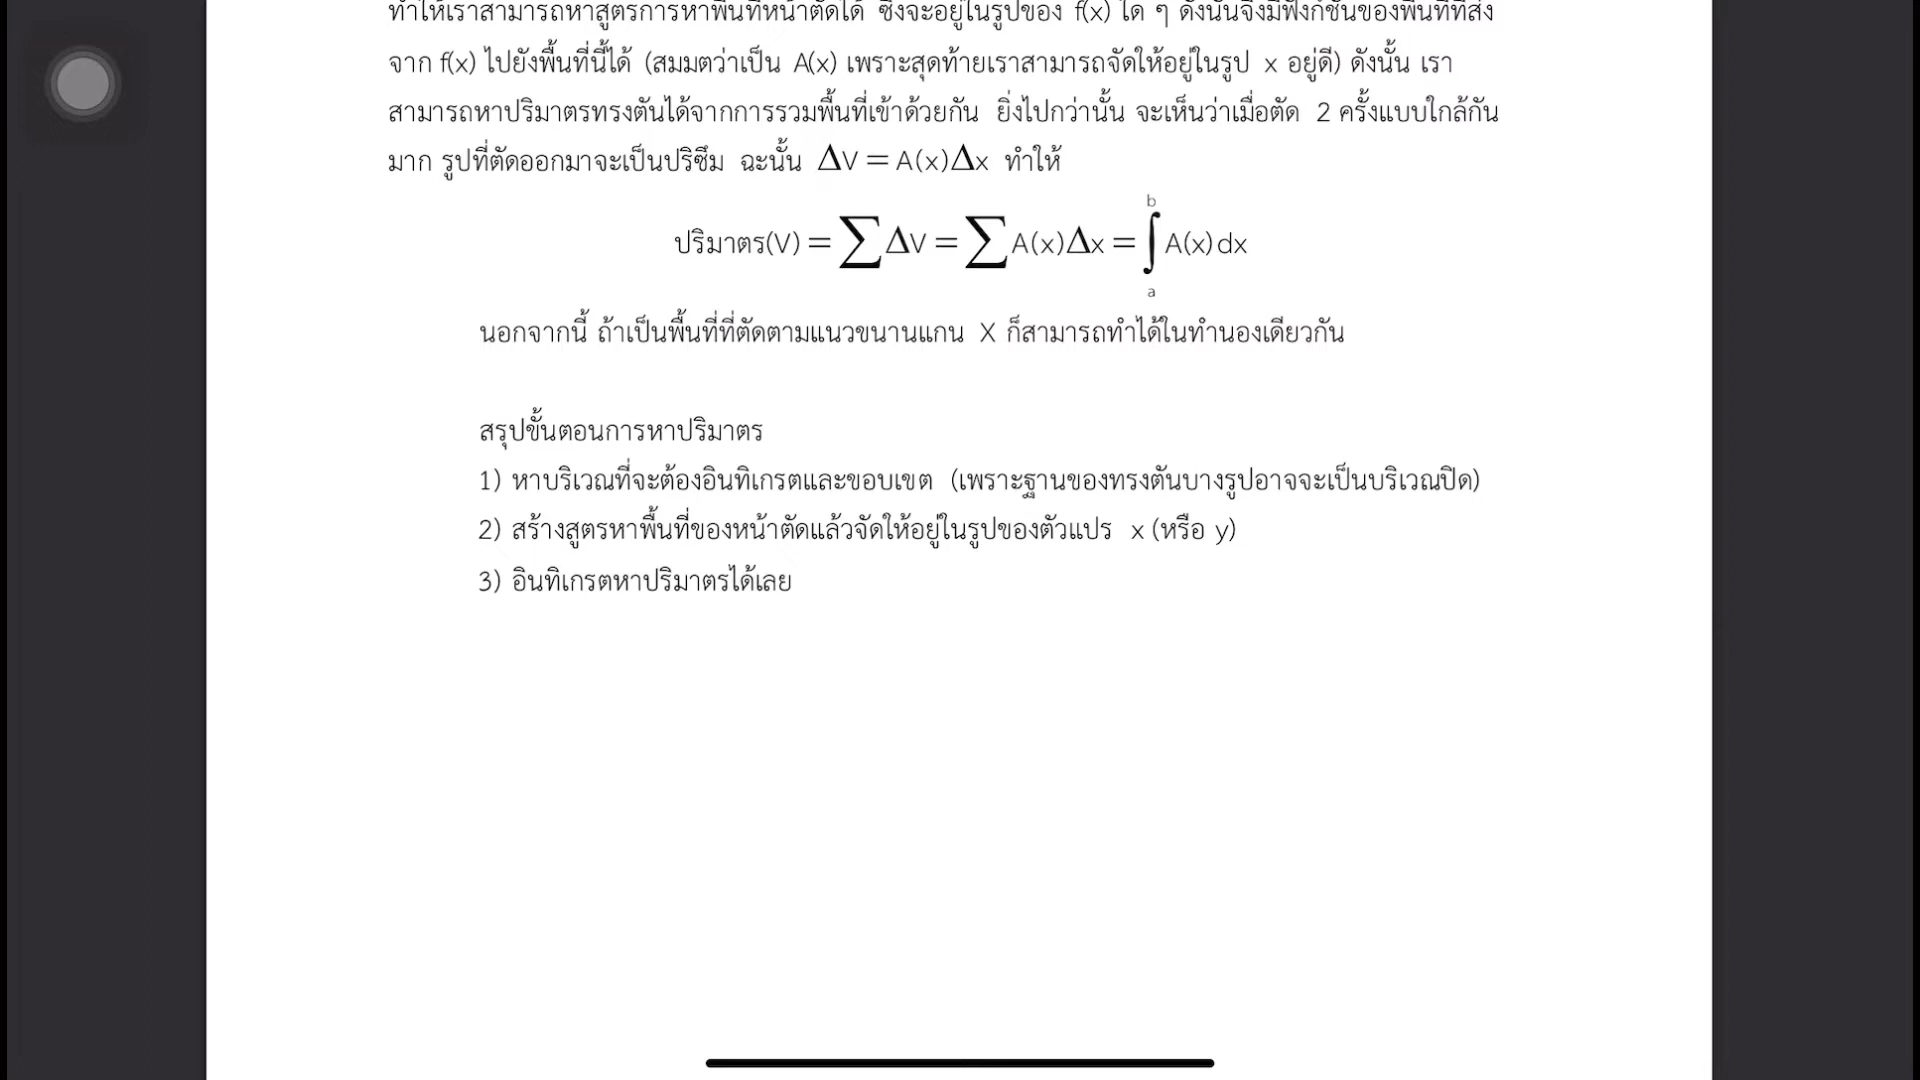 ทำให้เราสามารถหาสูตรการหาพื้นที่หน้าตัดได้ ซึ่งจะอยู่ในรูปของ f(x) ใด ๆ ดังนั้นจึงมีฟังก์ชันของพื้นที่ที่ส่ง
จาก f(x) ไปยังพื้นที่นี้ได้ (สมมตว่าเป็น A(x) เพราะสุดท้ายเราสามารถจัดให้อยู่ในรูป x อยู่ดี) ดังนั้น เรา
สามารถหาปริมาตรทรงตันได้จากการรวมพื้นที่เข้าด้วยกัน ยิ่งไปกว่านั้น จะเห็นว่าเมื่อตัด 2 ครั้งแบบใกล้กัน
มาก รูปที่ตัดออกมาจะเป็นปริซึม ฉะนั้น ΔV = A(x)Δx ทำให้
ปริมาตร(V) = ∑ΔV = ∑A(x)Δx = ∫ₐᵇ A(x)dx
นอกจากนี้ ถ้าเป็นพื้นที่ที่ตัดตามแนวขนานแกน X ก็สามารถทำได้ในทำนองเดียวกัน
สรุปขั้นตอนการหาปริมาตร
1) หาบริเวณที่จะต้องอินทิเกรตและขอบเขต (เพราะฐานของทรงตันบางรูปอาจจะเป็นบริเวณปิด)
2) สร้างสูตรหาพื้นที่ของหน้าตัดแล้วจัดให้อยู่ในรูปของตัวแปร x (หรือ y)
3) อินทิเกรตหาปริมาตรได้เลย